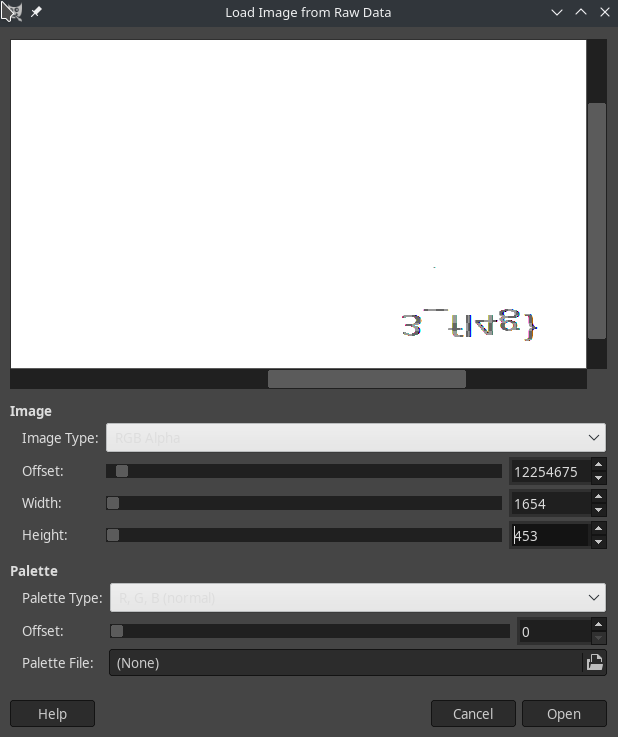 Load Image from Raw Data
3_fl4g}
Image
Image Type: RGB Alpha
Offset: 12254675
Width: 1654
Height: 453
Palette
Palette Type: R, G, B (normal)
Offset: 0
Palette File: (None)
Help Cancel Open